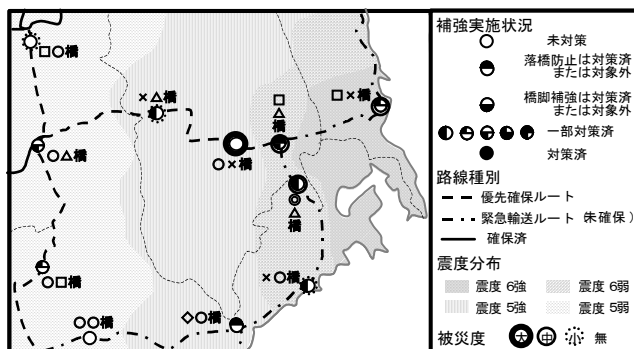 □○橋
×△橋
□
△
橋
□×橋
○△橋
○×橋
◎
△
橋
○□橋
×○橋
○○橋
◇○橋
補強実施状況
未対策
落橋防止は対策済
または対象外
橋脚補強は対策済
または対象外
一部対策済
対策済
路線種別
優先確保ルート
緊急輸送ルート（未確保）
確保済
震度分布
震度 6強
震度 6弱
震度 5強
震度 5弱
被災度
大
中
小
無